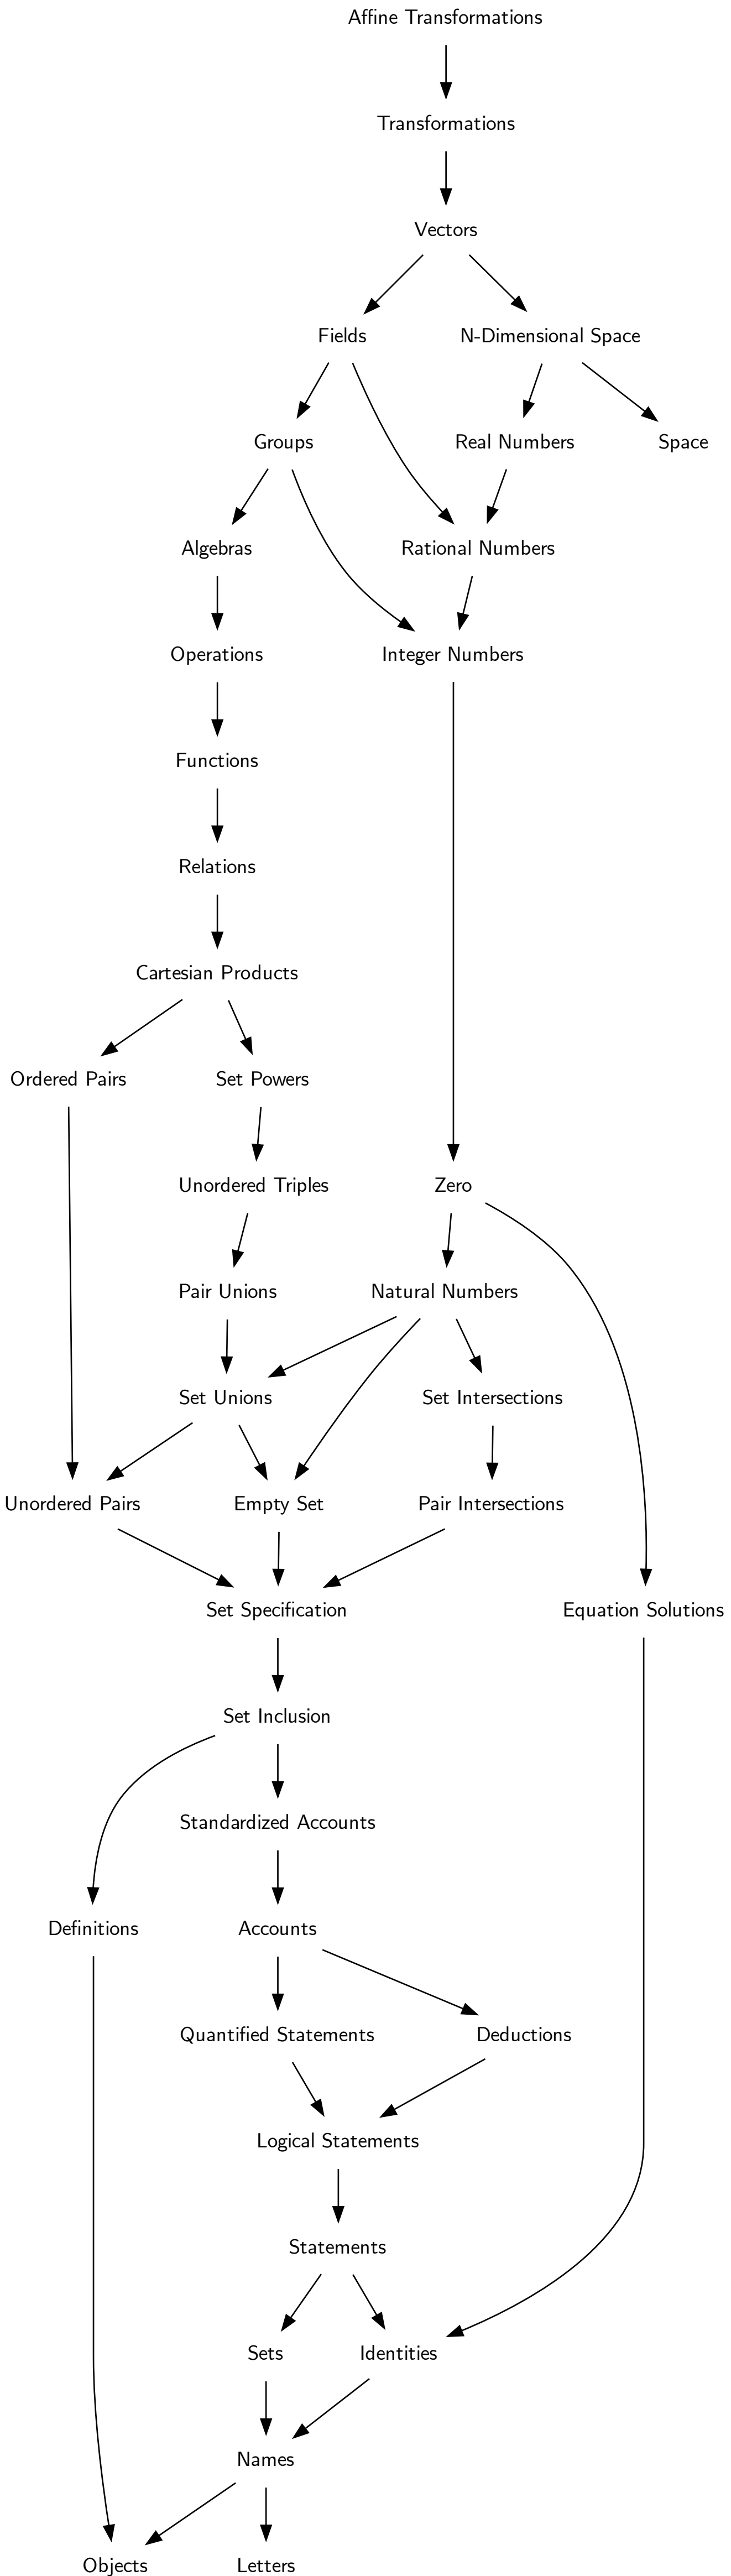 Affine Transformations
Transformations
Vectors
Fields
N-Dimensional Space
Groups
Real Numbers
Space
Algebras
Rational Numbers
Operations
Integer Numbers
Functions
Relations
Cartesian Products
Ordered Pairs
Set Powers
Unordered Triples
Zero
Pair Unions
Natural Numbers
Set Unions
Set Intersections
Unordered Pairs
Empty Set
Pair Intersections
Set Specification
Equation Solutions
Set Inclusion
Standardized Accounts
Definitions
Accounts
Quantified Statements
Deductions
Logical Statements
Statements
Sets
Identities
Names
Objects
Letters